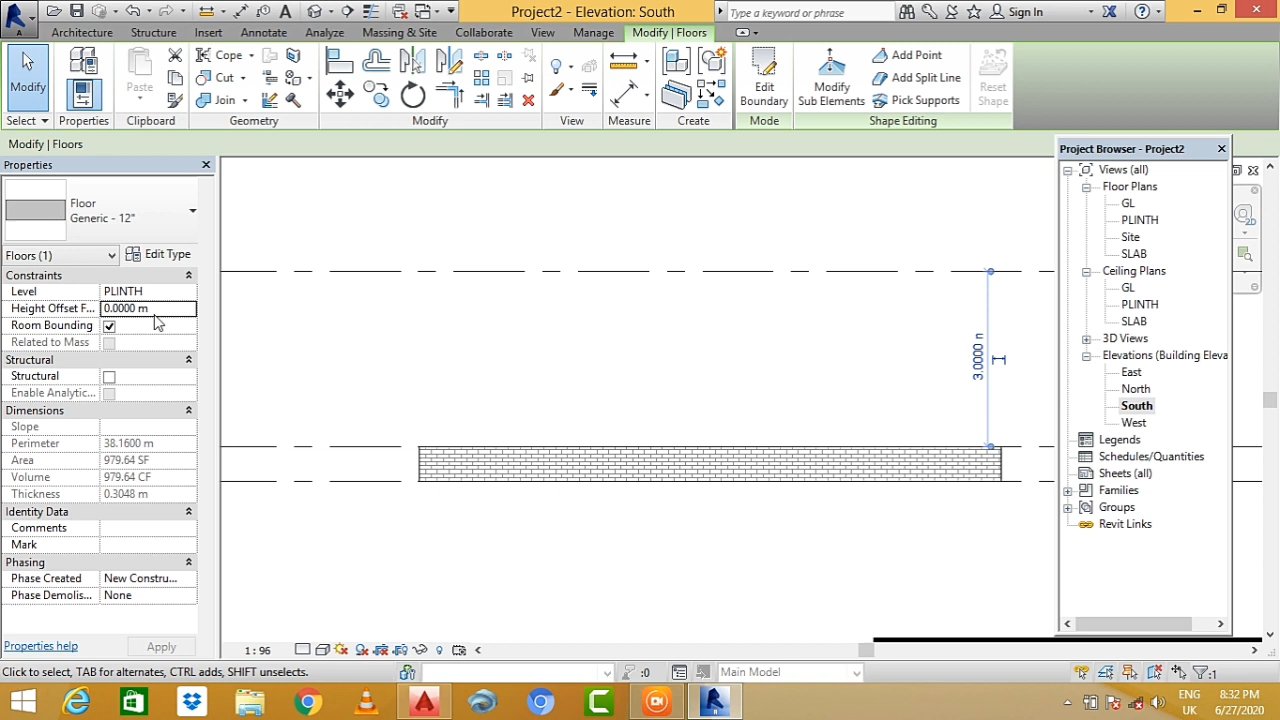 Project2 - Elevation: South
Type a keyword or phrase
Sign In
Architecture Structure Insert Annotate Analyze Massing & Site Collaborate View Manage Modify | Floors
Modify
Paste
Cope
Cut
Join
Edit
Boundary
Modify
Sub Elements
Add Point
Add Split Line
Pick Supports
Reset
Shape
Select Properties Clipboard Geometry Modify View Measure Create Mode Shape Editing
Modify | Floors
Properties
Floor
Generic - 12"
Floors (1)
Edit Type
Constraints
Level PLINTH
Height Offset F... 0.0000 m
Room Bounding
Related to Mass
Structural
Structural
Enable Analytic...
Dimensions
Slope
Perimeter 38.1600 m
Area 979.64 SF
Volume 979.64 CF
Thickness 0.3048 m
Identity Data
Comments
Mark
Phasing
Phase Created New Constru...
Phase Demolis... None
Properties help
Apply
3.0000 n
2D
Project Browser - Project2
Views (all)
Floor Plans
GL
PLINTH
Site
SLAB
Ceiling Plans
GL
PLINTH
SLAB
3D Views
Elevations (Building Eleva
East
North
South
West
Legends
Schedules/Quantities
Sheets (all)
Families
Groups
Revit Links
1 : 96
Click to select, TAB for alternates, CTRL adds, SHIFT unselects.
:0
Main Model
:1
ENG
UK
8:32 PM
6/27/2020